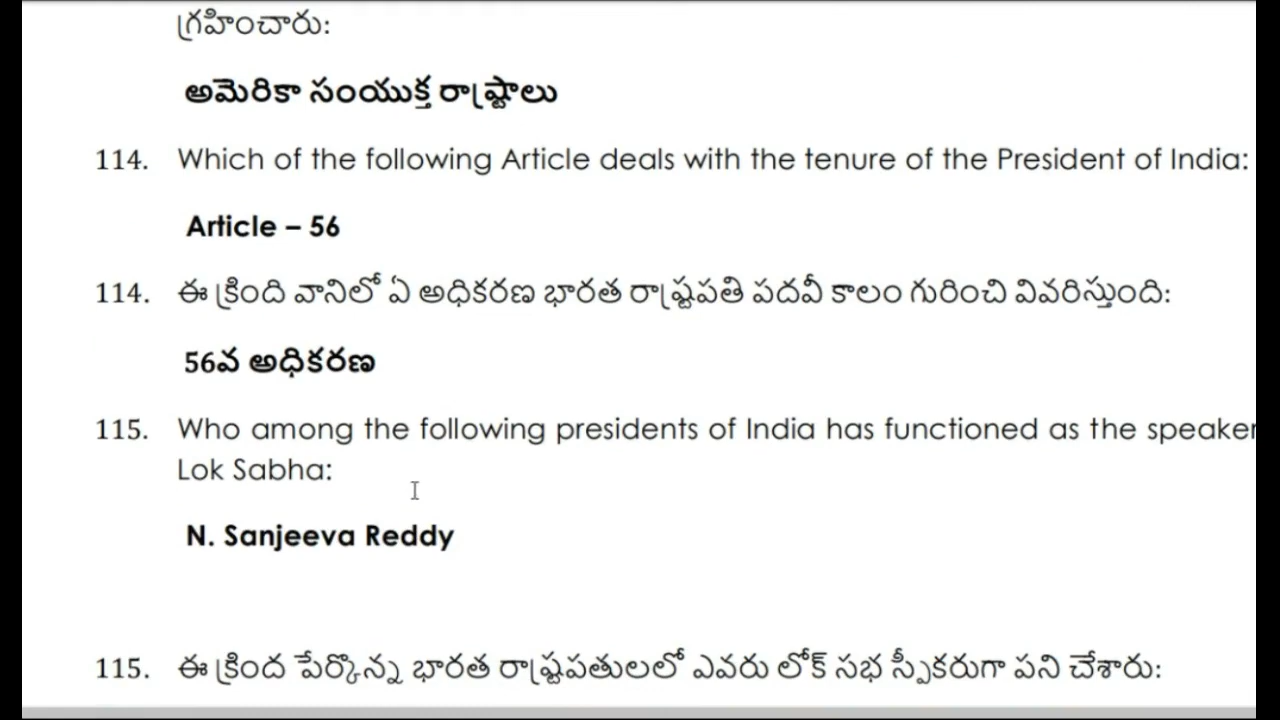 గ్రహించారు:
అమెరికా సంయుక్త రాష్ట్రాలు
114. Which of the following Article deals with the tenure of the President of India:
Article – 56
114. ఈ క్రింది వానిలో ఏ అధికరణ భారత రాష్ట్రపతి పదవీ కాలం గురించి వివరిస్తుంది:
56వ అధికరణ
115. Who among the following presidents of India has functioned as the speaker
Lok Sabha:
N. Sanjeeva Reddy
115. ఈ క్రింద పేర్కొన్న భారత రాష్ట్రపతులలో ఎవరు లోక్ సభ స్పీకరుగా పని చేశారు: